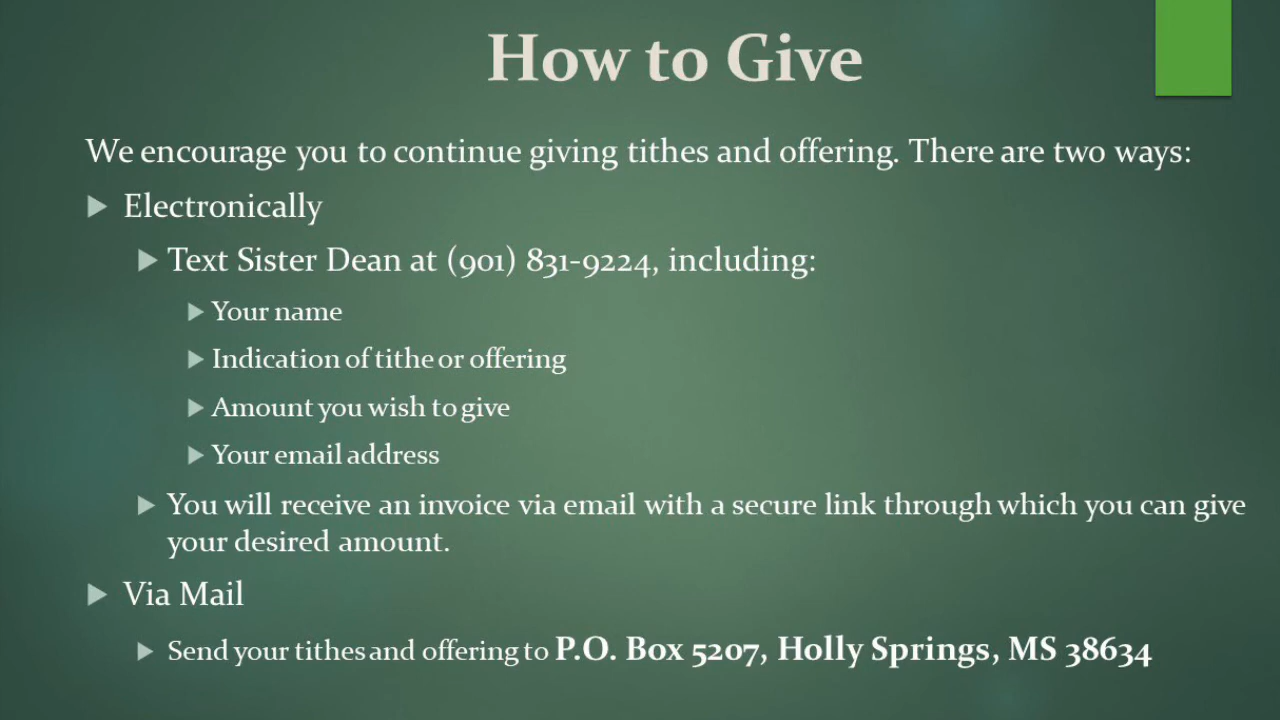 How to Give
We encourage you to continue giving tithes and offering. There are two ways:
Electronically
Text Sister Dean at (901) 831-9224, including:
Your name
Indication of tithe or offering
Amount you wish to give
Your email address
You will receive an invoice via email with a secure link through which you can give
your desired amount.
Via Mail
Send your tithes and offering to P.O. Box 5207, Holly Springs, MS 38634